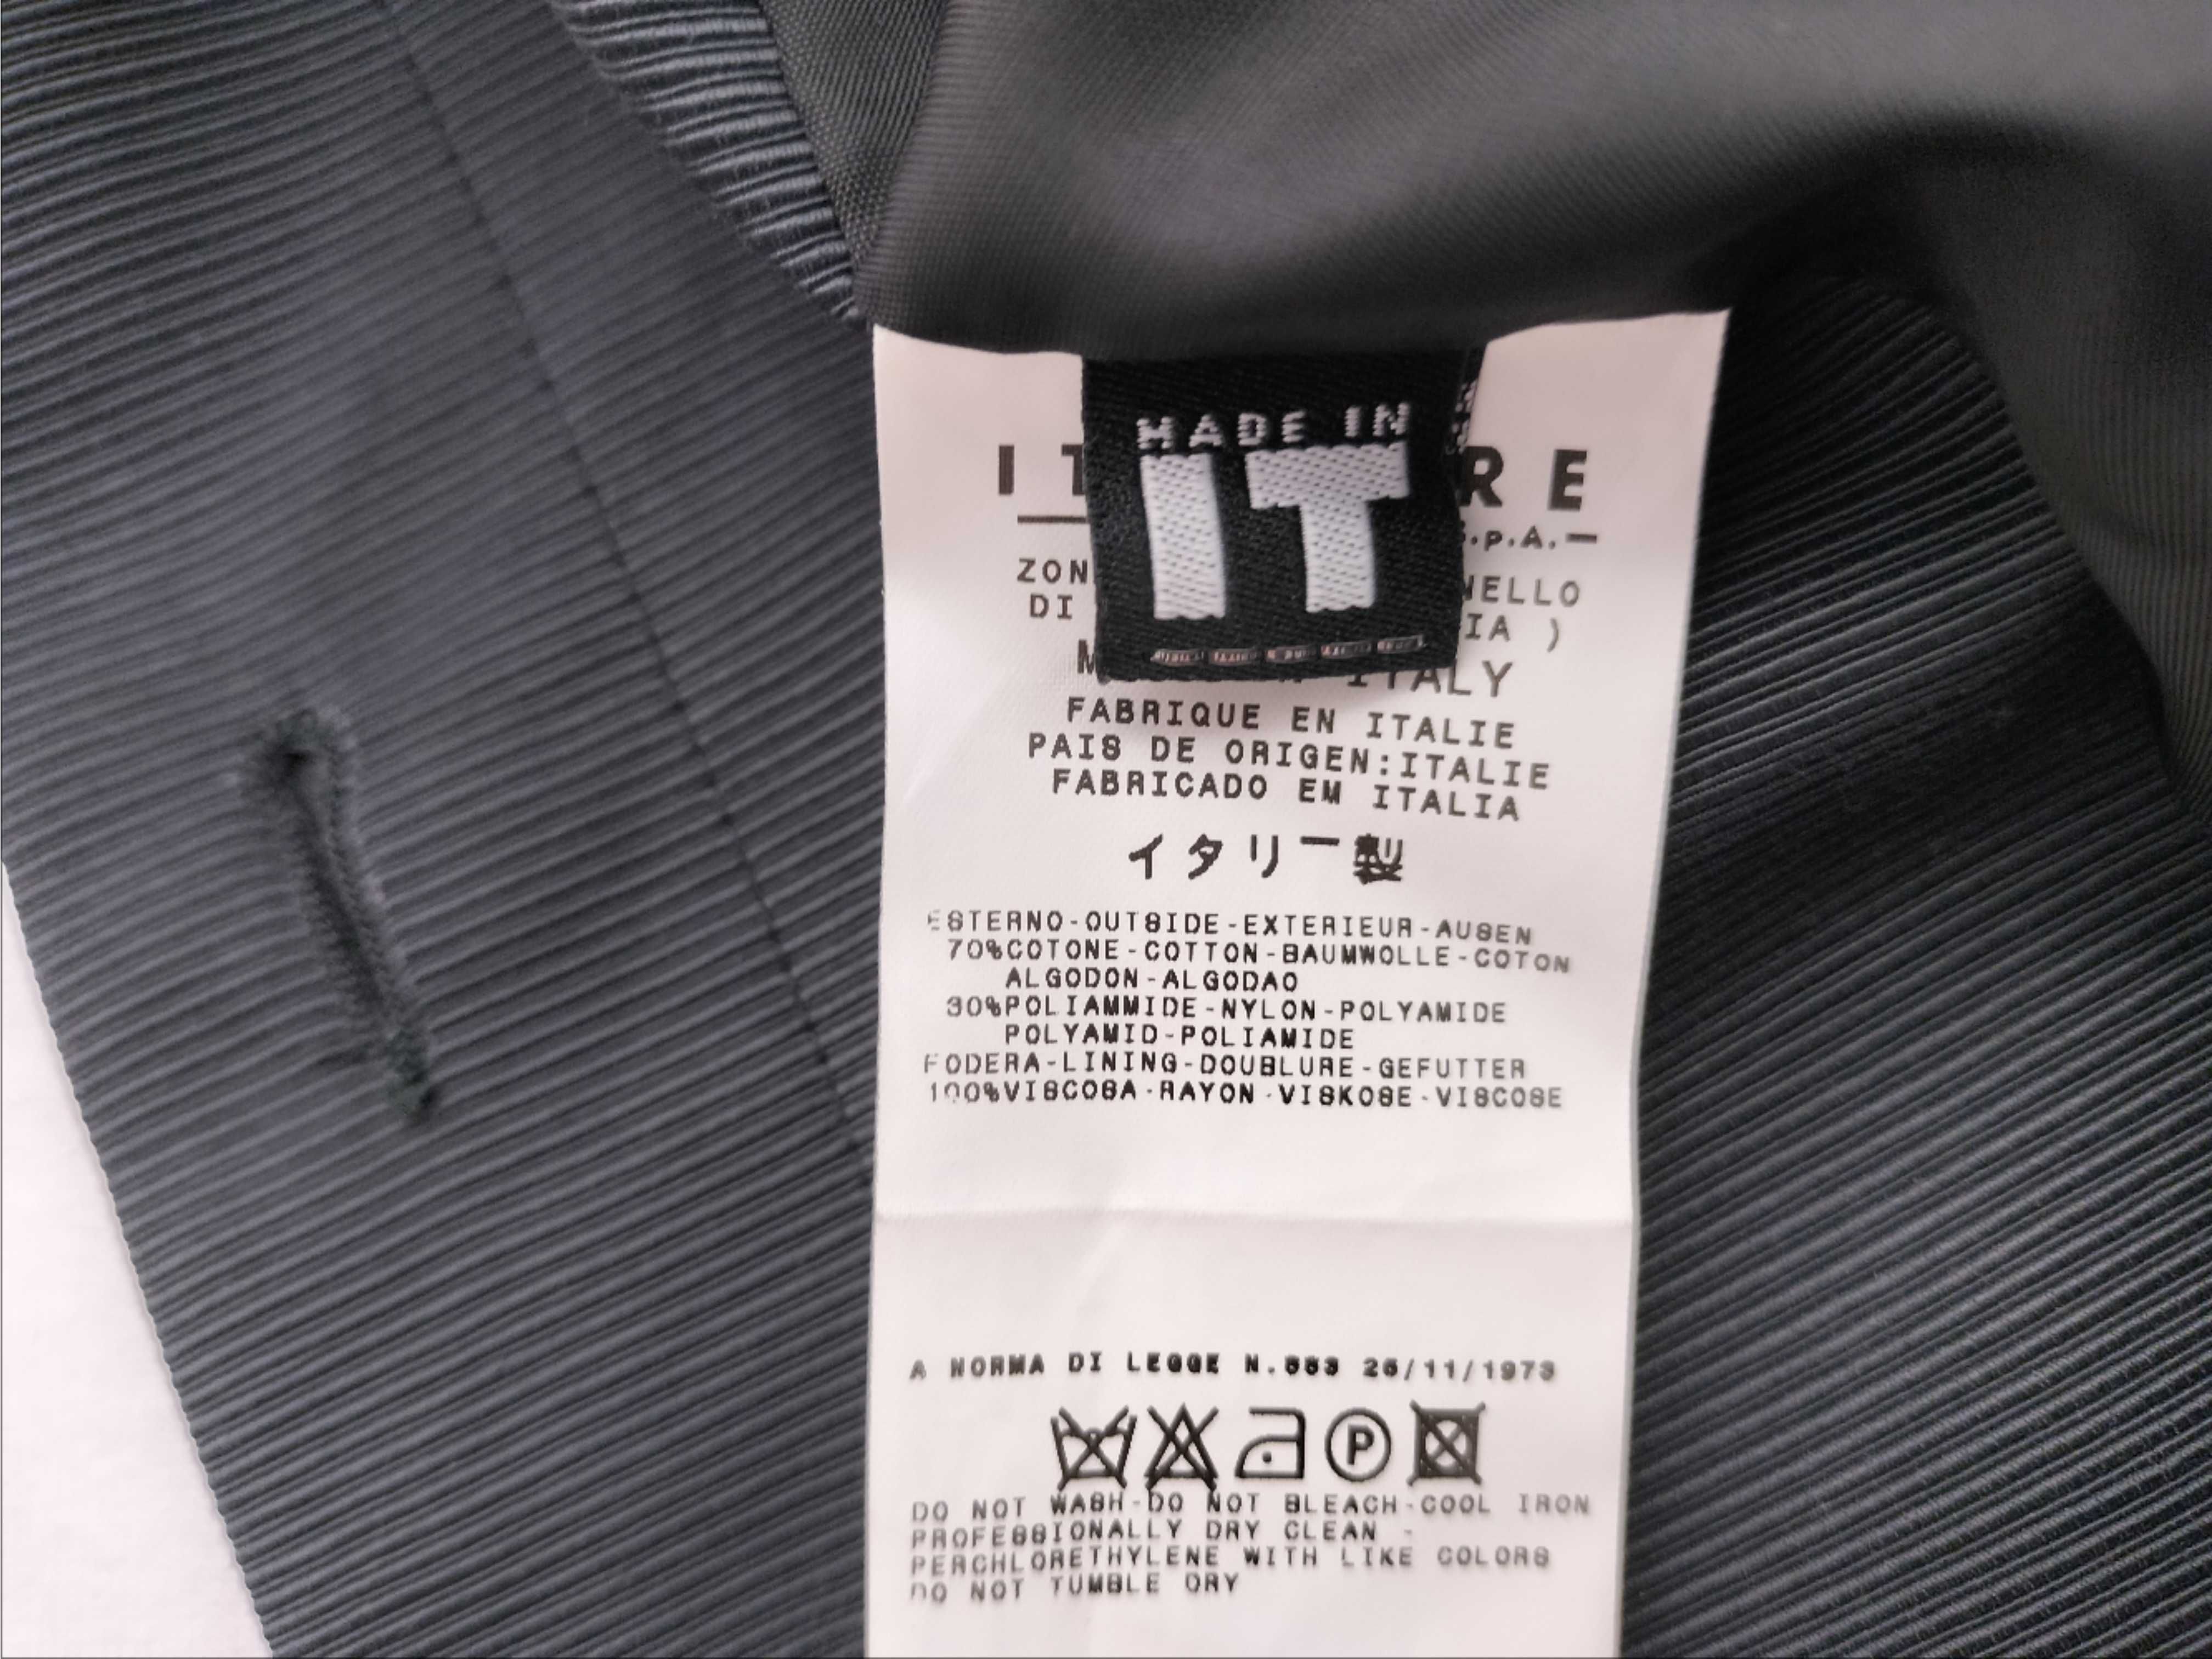 MADE IN
IT
RE
S.p.A.
DI
ITALY
FABRIQUE EN ITALIE
PAIS DE ORIGEN:ITALIE
FABRICADO EM ITALIA
イタリー製
ESTERNO-OUTSIDE-EXTERIEUR-AUSEN
70%COTONE-COTTON-BAUMWOLLE-COTON
ALGODON-ALGODAO
30%POLIAMMIDE-NYLON-POLYAMIDE
POLYAMID-POLIAMIDE
FODERA-LINING-DOUBLURE-GEFUTTER
100%VISCOSA-RAYON-VISKOSE-VISCOSE
A NORMA DI LEGGE N.883 26/11/1973
P
DO NOT WASH-DO NOT BLEACH-COOL IRON
PROFESSIONALLY DRY CLEAN -
PERCHLORETHYLENE WITH LIKE COLORS
DO NOT TUMBLE DRY